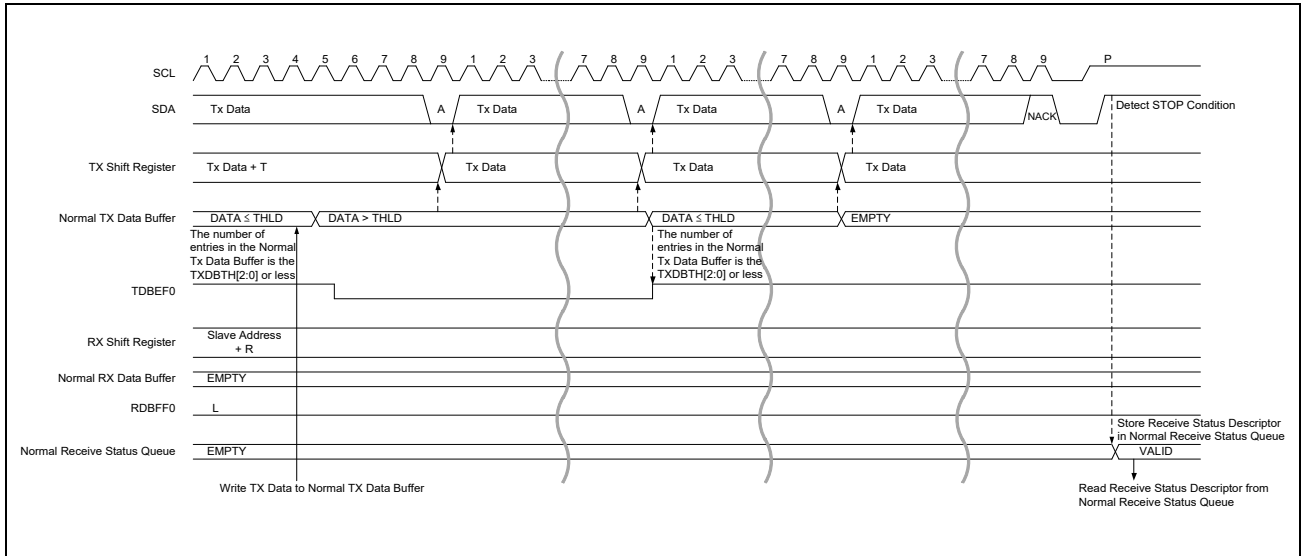 1 2 3 4 5 6 7 8 9 1 2 3 7 8 9 1 2 3 7 8 9 1 2 3 7 8 9 P
SCL
SDA Tx Data A Tx Data A Tx Data A Tx Data NACK Detect STOP Condition
TX Shift Register Tx Data + T Tx Data Tx Data Tx Data
Normal TX Data Buffer DATA ≤ THLD DATA > THLD DATA ≤ THLD EMPTY
The number of
entries in the Normal
Tx Data Buffer is the
TXDBTH[2:0] or less
The number of
entries in the Normal
Tx Data Buffer is the
TXDBTH[2:0] or less
TDBEF0
RX Shift Register
Slave Address
+ R
Normal RX Data Buffer EMPTY
RDBFF0 L
Store Receive Status Descriptor
in Normal Receive Status Queue
Normal Receive Status Queue EMPTY VALID
Write TX Data to Normal TX Data Buffer
Read Receive Status Descriptor from
Normal Receive Status Queue